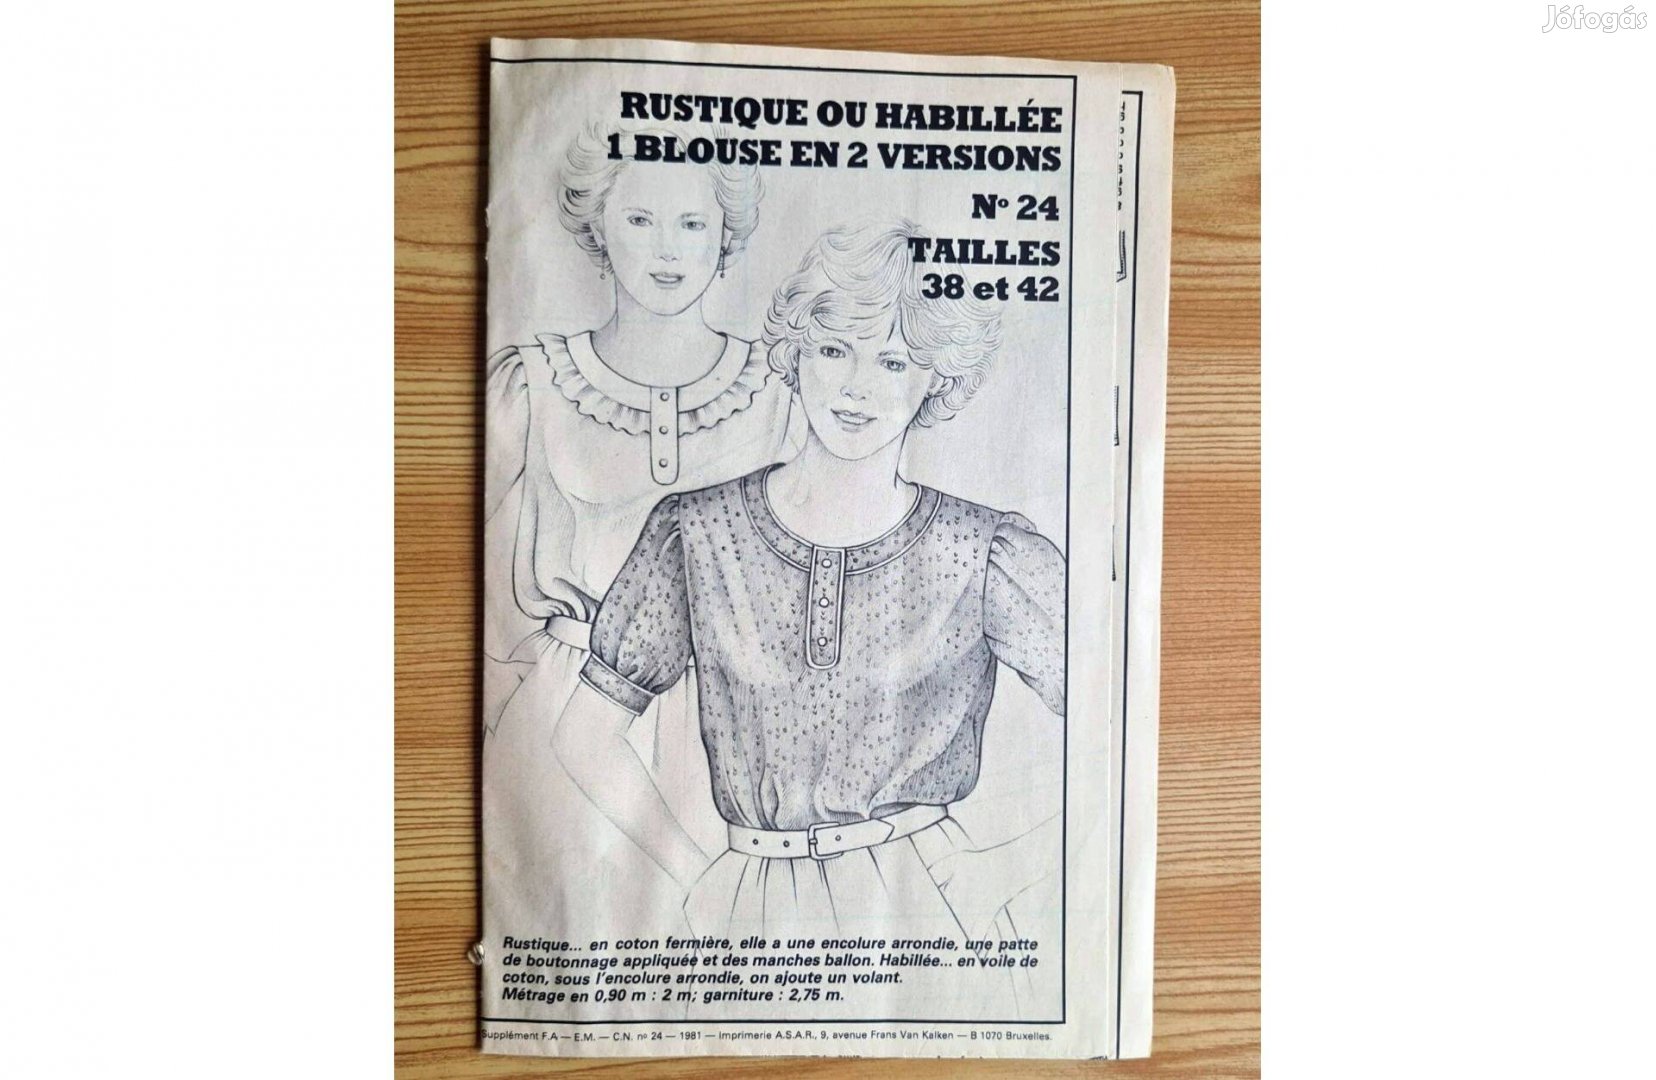 Jófogás
RUSTIQUE OU HABILLÉE
1 BLOUSE EN 2 VERSIONS
Nº 24
TAILLES
38 et 42
Rustique... en coton fermière, elle a une encolure arrondie, une patte
de boutonnage appliquée et des manches ballon. Habillée... en voile de
coton, sous l'encolure arrondie, on ajoute un volant.
Métrage en 0,90 m : 2 m; garniture : 2,75 m.
Supplément F.A — E.M. — C.N. nº 24 — 1981 — Imprimerie A.S.A.R., 9, avenue Frans Van Kalken — B 1070 Bruxelles.